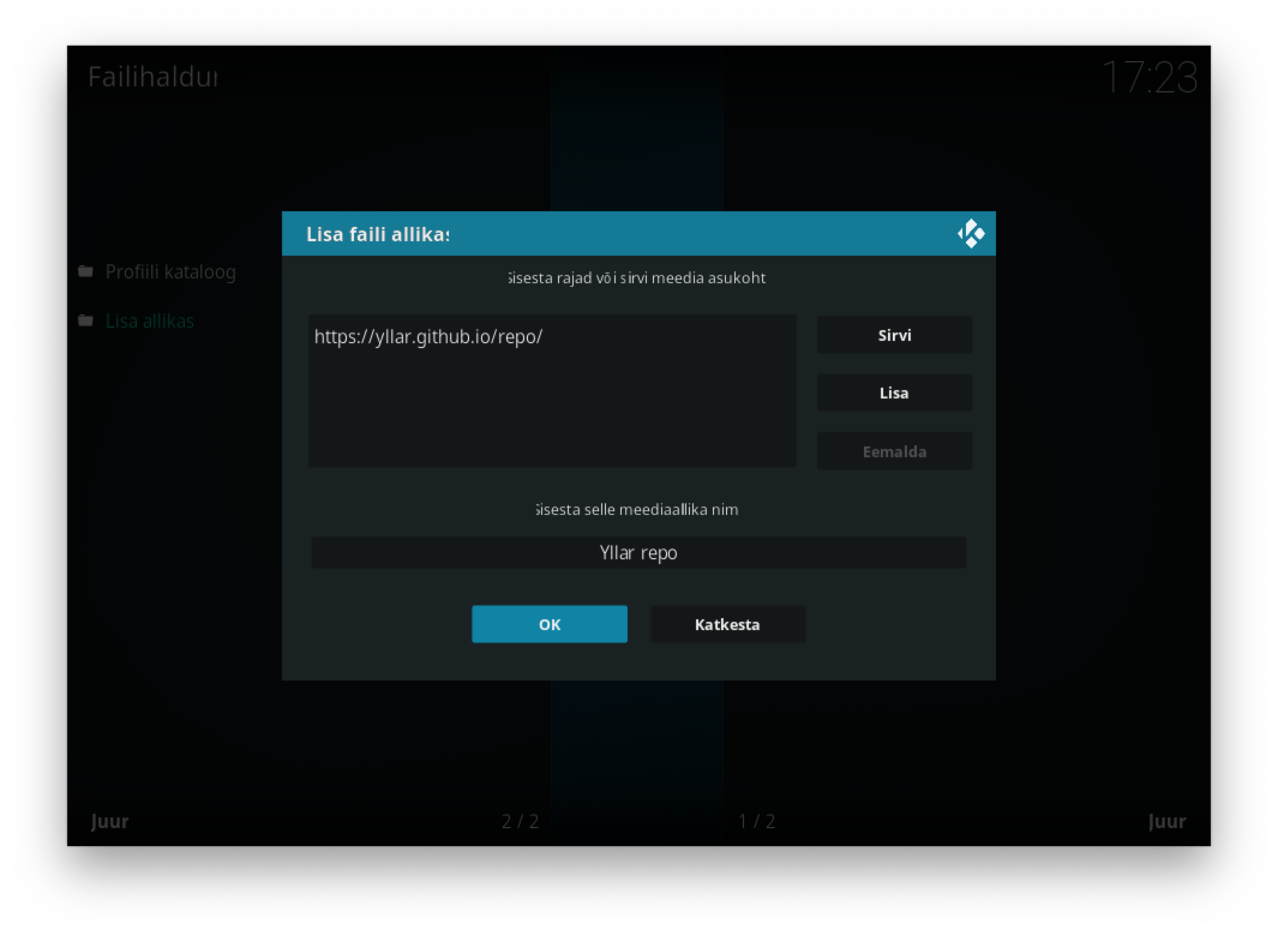 Failihaldur
17:23
Lisa faili allikas
Sisesta rajad või sirvi meedia asukoht
Profiili kataloog
Lisa allikas
https://yllar.github.io/repo/
Sirvi
Lisa
Eemalda
Sisesta selle meediaallika nim
Yllar repo
OK
Katkesta
Juur
2 / 2
1 / 2
Juur